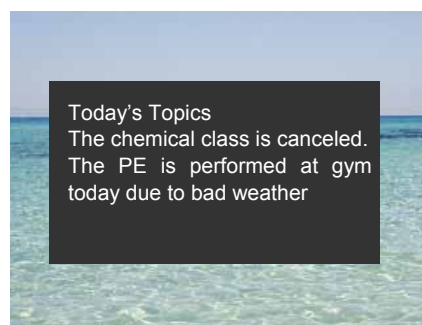 Today's Topics
The chemical class is canceled.
The PE is performed at gym
today due to bad weather